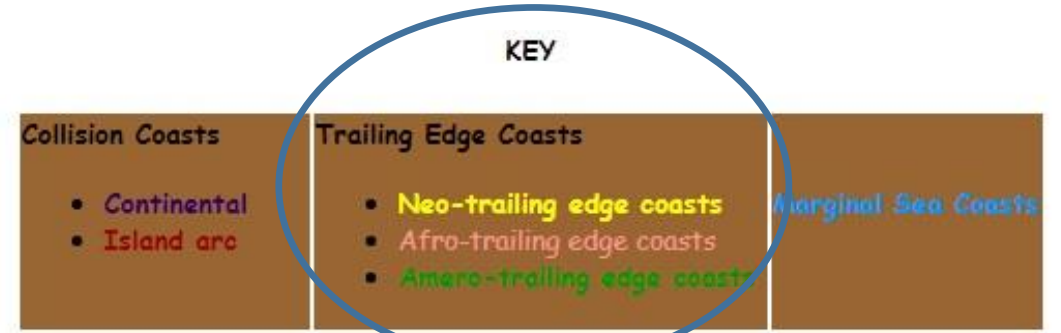 KEY
Collision Coasts
• Continental
• Island arc
Trailing Edge Coasts
• Neo-trailing edge coasts
• Afro-trailing edge coasts
• Amero-trailing edge coasts
Marginal Sea Coasts